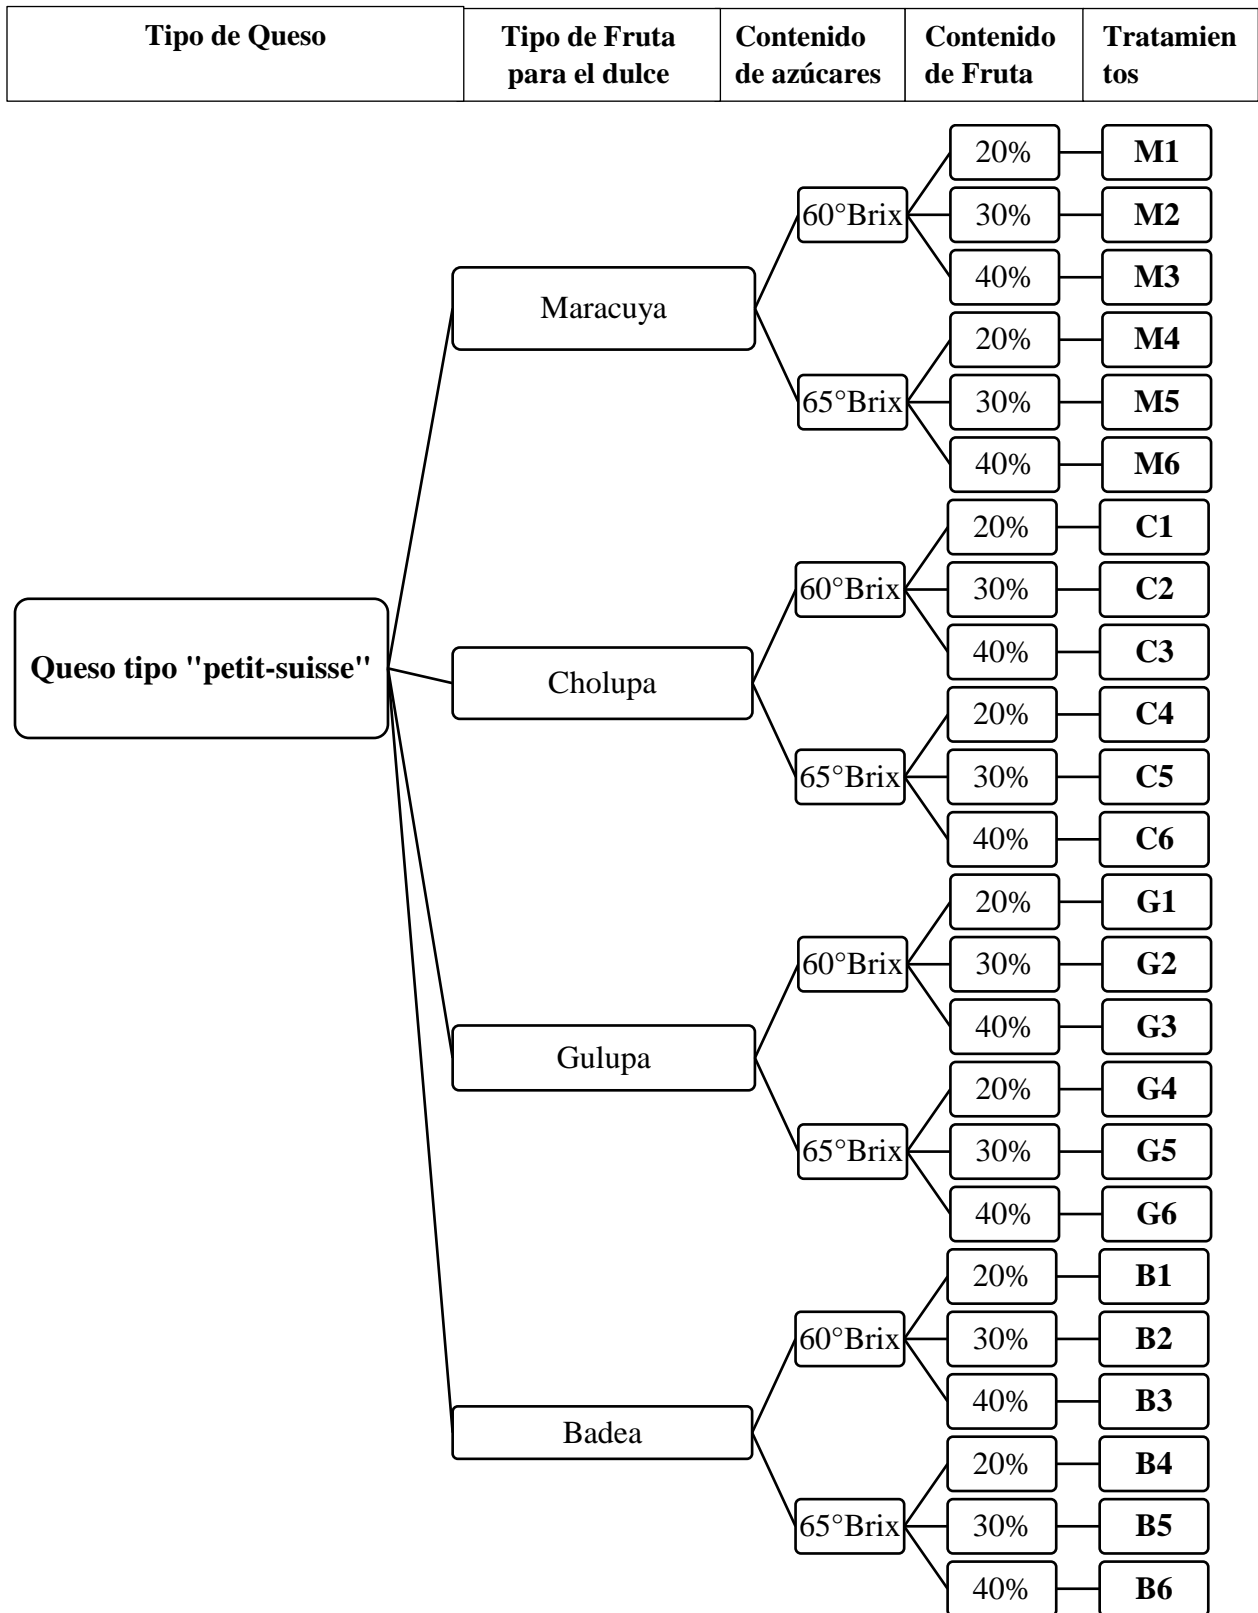 Tipo de Queso
Tipo de Fruta
para el dulce
Contenido
de azúcares
Contenido
de Fruta
Tratamien
tos
Queso tipo "petit-suisse"
Maracuya
60°Brix
20%
M1
30%
M2
40%
M3
65°Brix
20%
M4
30%
M5
40%
M6
Cholupa
60°Brix
20%
C1
30%
C2
40%
C3
65°Brix
20%
C4
30%
C5
40%
C6
Gulupa
60°Brix
20%
G1
30%
G2
40%
G3
65°Brix
20%
G4
30%
G5
40%
G6
Badea
60°Brix
20%
B1
30%
B2
40%
B3
65°Brix
20%
B4
30%
B5
40%
B6